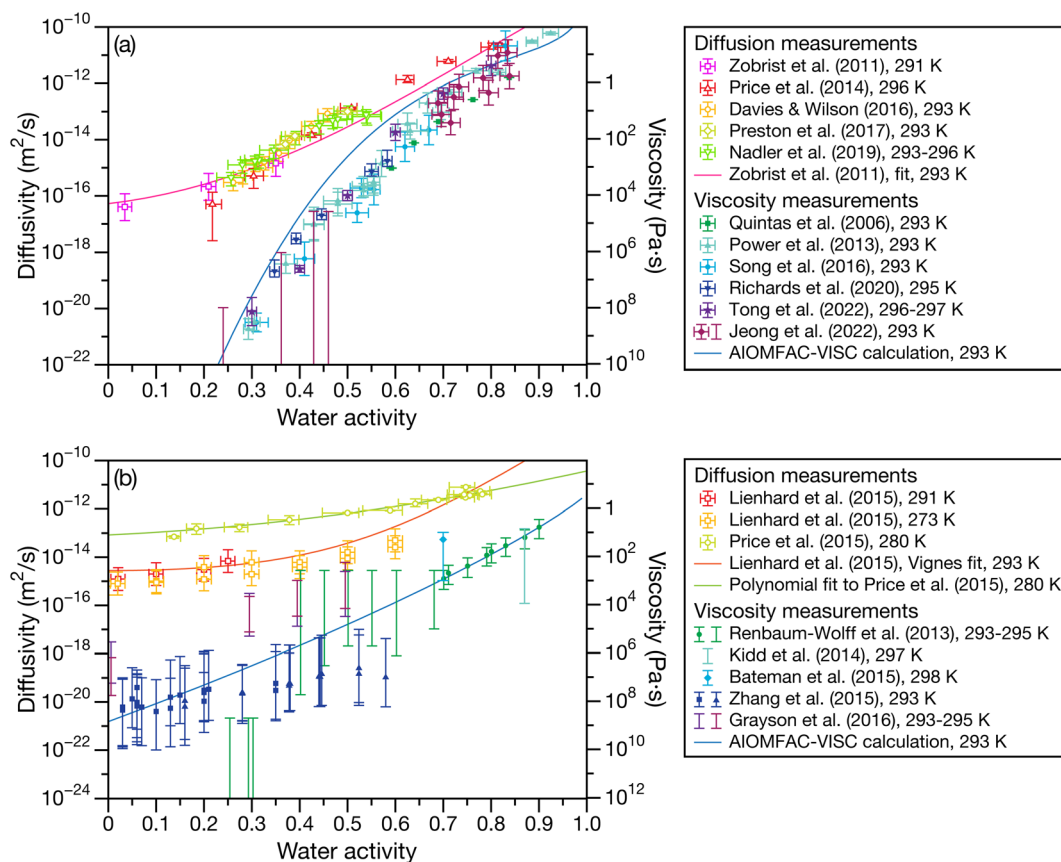 (a)
10⁻¹⁰
10⁻¹²
10⁻¹⁴
10⁻¹⁶
10⁻¹⁸
10⁻²⁰
10⁻²²
Diffusivity (m²/s)
0 0.1 0.2 0.3 0.4 0.5 0.6 0.7 0.8 0.9 1.0
Water activity
1
10²
10⁴
10⁶
10⁸
10¹⁰
Viscosity (Pa·s)
Diffusion measurements
Zobrist et al. (2011), 291 K
Price et al. (2014), 296 K
Davies & Wilson (2016), 293 K
Preston et al. (2017), 293 K
Nadler et al. (2019), 293-296 K
Zobrist et al. (2011), fit, 293 K
Viscosity measurements
Quintas et al. (2006), 293 K
Power et al. (2013), 293 K
Song et al. (2016), 293 K
Richards et al. (2020), 295 K
Tong et al. (2022), 296-297 K
Jeong et al. (2022), 293 K
AIOMFAC-VISC calculation, 293 K
(b)
10⁻¹⁰
10⁻¹²
10⁻¹⁴
10⁻¹⁶
10⁻¹⁸
10⁻²⁰
10⁻²²
10⁻²⁴
Diffusivity (m²/s)
0 0.1 0.2 0.3 0.4 0.5 0.6 0.7 0.8 0.9 1.0
Water activity
1
10²
10⁴
10⁶
10⁸
10¹⁰
10¹²
Viscosity (Pa·s)
Diffusion measurements
Lienhard et al. (2015), 291 K
Lienhard et al. (2015), 273 K
Price et al. (2015), 280 K
Lienhard et al. (2015), Vignes fit, 293 K
Polynomial fit to Price et al. (2015), 280 K
Viscosity measurements
Renbaum-Wolff et al. (2013), 293-295 K
Kidd et al. (2014), 297 K
Bateman et al. (2015), 298 K
Zhang et al. (2015), 293 K
Grayson et al. (2016), 293-295 K
AIOMFAC-VISC calculation, 293 K